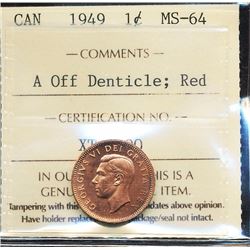 CAN 1949 1¢ MS-64
COMMENTS
A Off Denticle; Red
CERTIFICATION NO.
IN OU THIS IS A
GENU ITEM.
Tampering with this dates above opinion.
Have holder replac ckage/seal not intact.
GEORGIVS VI DEI GRATIA